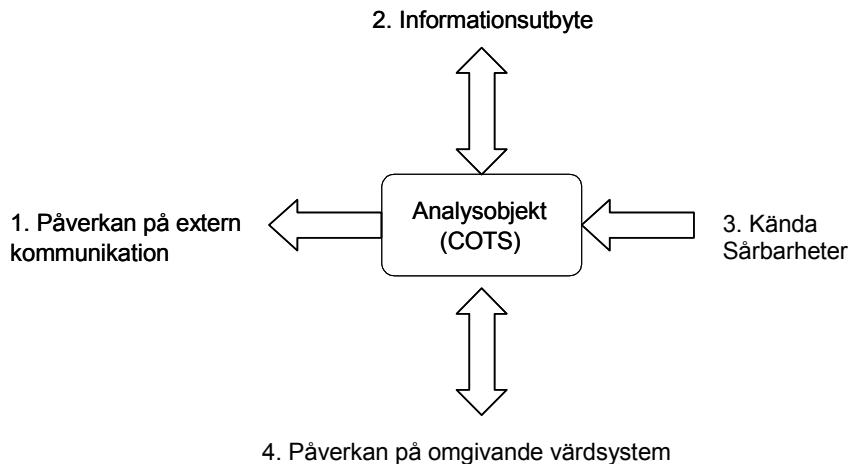 2. Informationsutbyte
1. Påverkan på extern
kommunikation
Analysobjekt
(COTS)
3. Kända
Sårbarheter
4. Påverkan på omgivande värdsystem